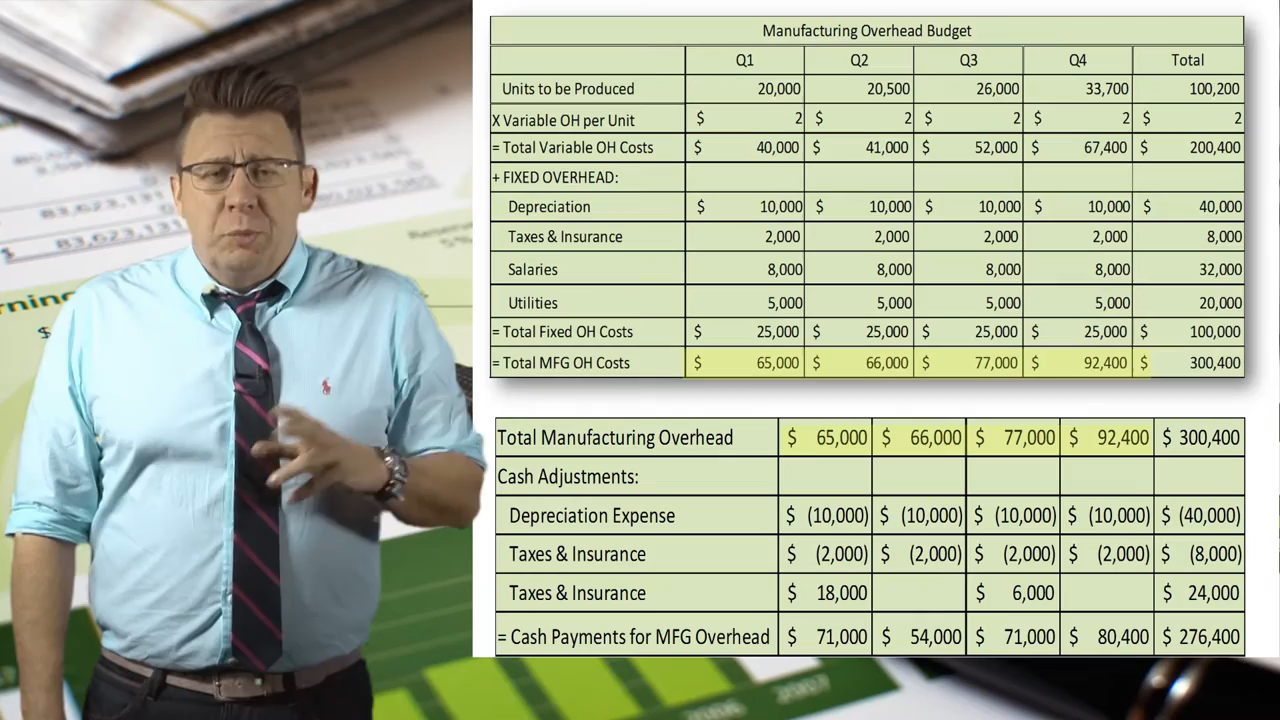 Manufacturing Overhead Budget
Q1 Q2 Q3 Q4 Total
Units to be Produced 20,000 20,500 26,000 33,700 100,200
X Variable OH per Unit $ 2 $ 2 $ 2 $ 2 $ 2
= Total Variable OH Costs $ 40,000 $ 41,000 $ 52,000 $ 67,400 $ 200,400
+ FIXED OVERHEAD:
Depreciation $ 10,000 $ 10,000 $ 10,000 $ 10,000 $ 40,000
Taxes & Insurance 2,000 2,000 2,000 2,000 8,000
Salaries 8,000 8,000 8,000 8,000 32,000
Utilities 5,000 5,000 5,000 5,000 20,000
= Total Fixed OH Costs $ 25,000 $ 25,000 $ 25,000 $ 25,000 $ 100,000
= Total MFG OH Costs $ 65,000 $ 66,000 $ 77,000 $ 92,400 $ 300,400
Total Manufacturing Overhead $ 65,000 $ 66,000 $ 77,000 $ 92,400 $ 300,400
Cash Adjustments:
Depreciation Expense $ (10,000) $ (10,000) $ (10,000) $ (10,000) $ (40,000)
Taxes & Insurance $ (2,000) $ (2,000) $ (2,000) $ (2,000) $ (8,000)
Taxes & Insurance $ 18,000 $ 6,000 $ 24,000
= Cash Payments for MFG Overhead $ 71,000 $ 54,000 $ 71,000 $ 80,400 $ 276,400
83,623,131
$ 83,623,131
2006 2007